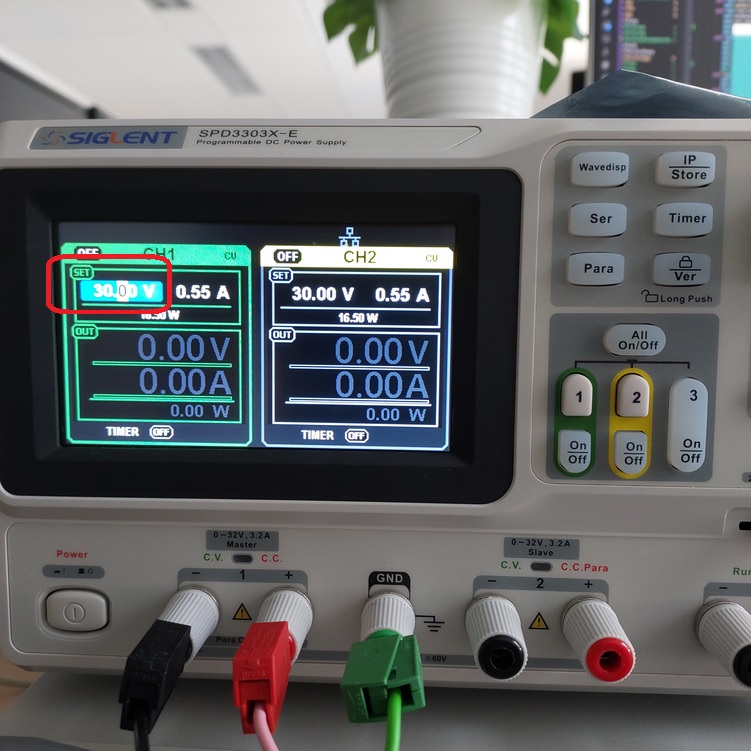 SIGLENT
SPD3303X-E
Programmable DC Power Supply
OFF CH1 CV
SET
30.00 V 0.55 A
16.50 W
OUT
0.00 V
0.00 A
0.00 W
TIMER OFF
OFF CH2 CV
SET
30.00 V 0.55 A
16.50 W
OUT
0.00 V
0.00 A
0.00 W
TIMER OFF
Wavedisp
IP
Store
Ser
Timer
Para
Ver
Long Push
All
On/Off
1
2
3
On
Off
On
Off
On
Off
Power
0~32V, 3.2A
Master
C.V. C.C.
− 1 +
GND
0~32V, 3.2A
Slave
C.V. C.C.Para
− 2 +
60V
−